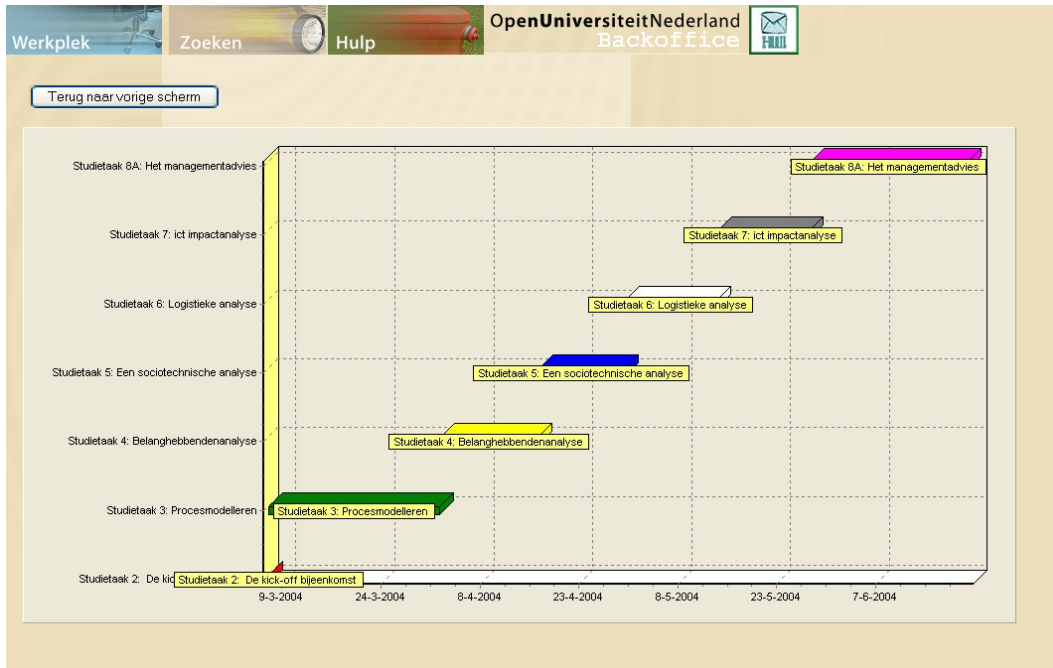 Werkplek
Zoeken
Hulp
OpenUniversiteitNederland
Backoffice
E-MAIL
Terug naar vorige scherm
Studietaak 8A: Het managementadvies
Studietaak 8A: Het managementadvies
Studietaak 7: ict impactanalyse
Studietaak 7: ict impactanalyse
Studietaak 6: Logistieke analyse
Studietaak 6: Logistieke analyse
Studietaak 5: Een sociotechnische analyse
Studietaak 5: Een sociotechnische analyse
Studietaak 4: Belanghebbendenanalyse
Studietaak 4: Belanghebbendenanalyse
Studietaak 3: Procesmodelleren
Studietaak 3: Procesmodelleren
Studietaak 2: De kic
Studietaak 2: De kick-off bijeenkomst
9-3-2004 24-3-2004 8-4-2004 23-4-2004 8-5-2004 23-5-2004 7-6-2004